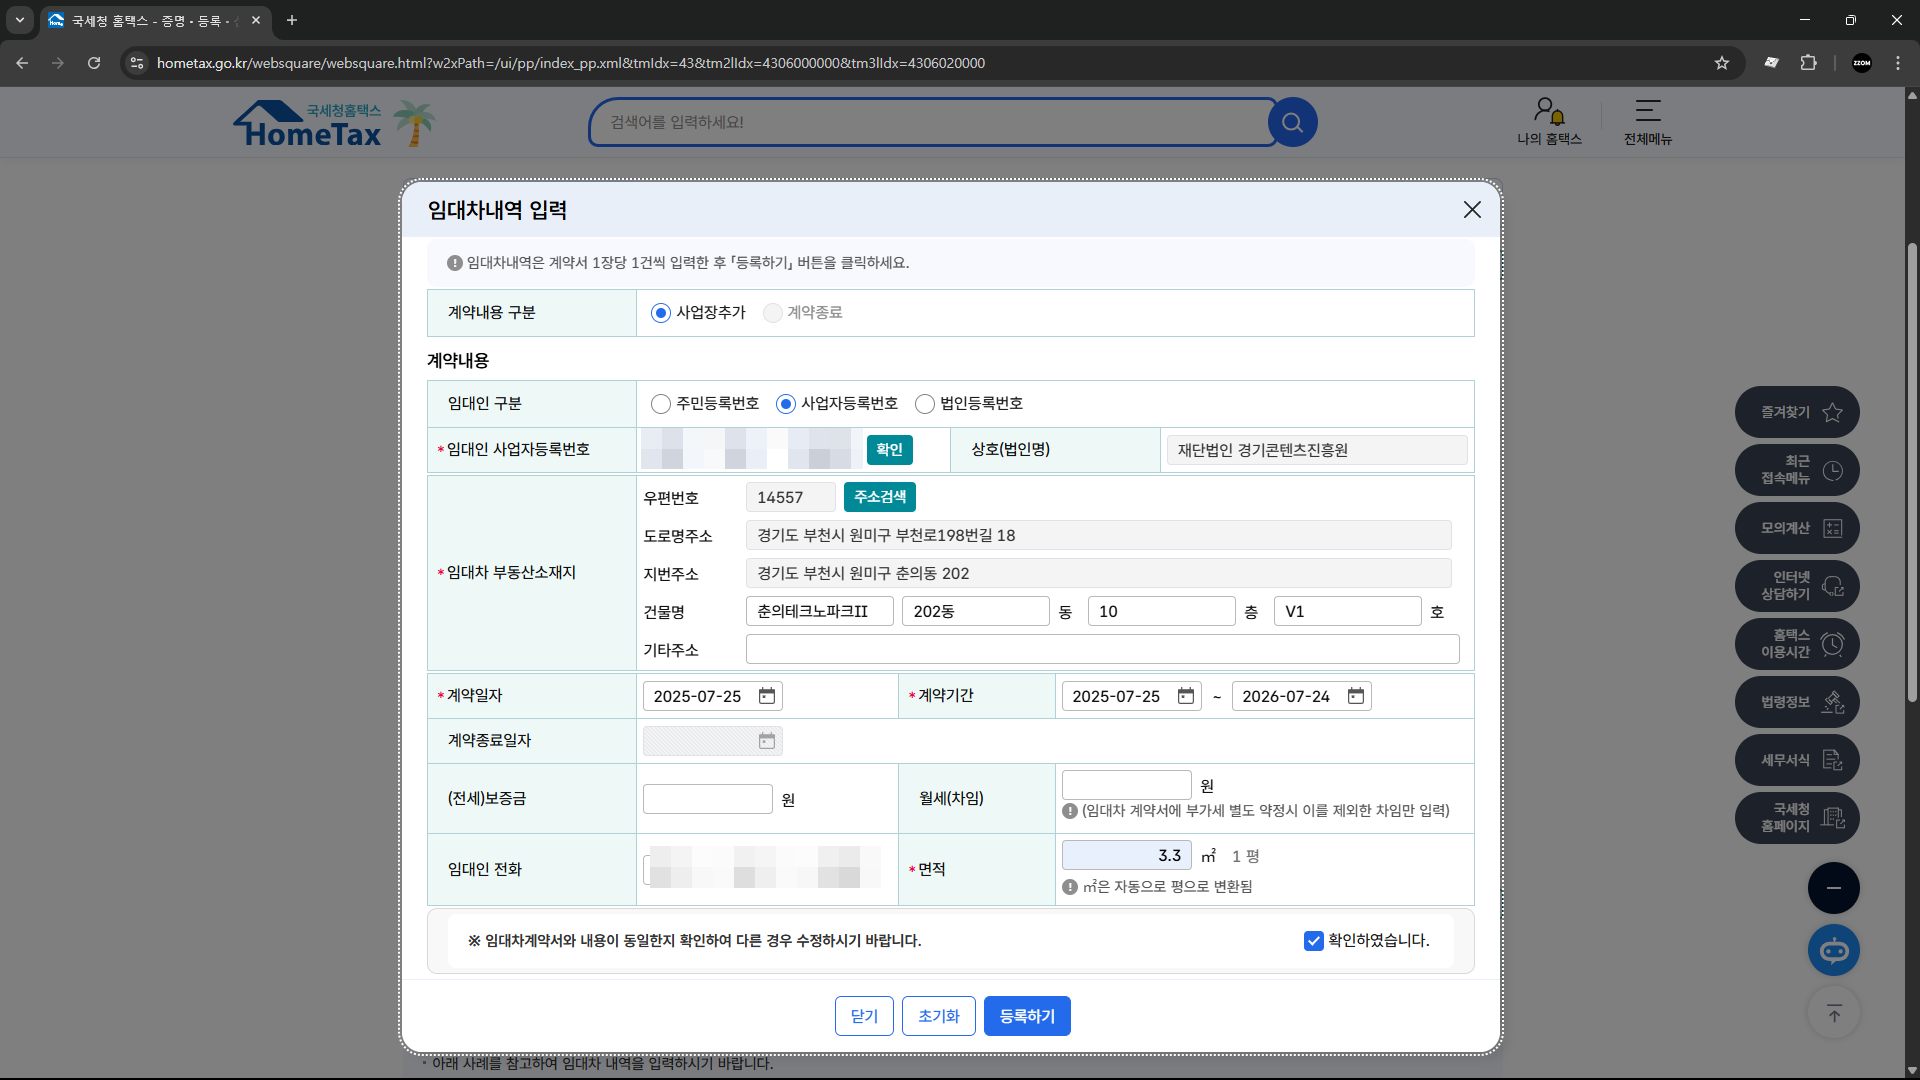 국세청 홈택스 - 증명 - 등록 -
hometax.go.kr/websquare/websquare.html?w2xPath=/ui/pp/index_pp.xml&tmIdx=43&tm2lIdx=4306000000&tm3lIdx=4306020000
ZZOM
국세청홈택스
HomeTax
검색어를 입력하세요!
나의 홈택스
전체메뉴
임대차내역 입력
임대차내역은 계약서 1장당 1건씩 입력한 후 「등록하기」 버튼을 클릭하세요.
계약내용 구분
사업장추가 계약종료
계약내용
임대인 구분
주민등록번호 사업자등록번호 법인등록번호
* 임대인 사업자등록번호
확인
상호(법인명)
재단법인 경기콘텐츠진흥원
* 임대차 부동산소재지
우편번호 14557 주소검색
도로명주소 경기도 부천시 원미구 부천로198번길 18
지번주소 경기도 부천시 원미구 춘의동 202
건물명 춘의테크노파크II 202동 동 10 층 V1 호
기타주소
* 계약일자 2025-07-25
* 계약기간 2025-07-25 ~ 2026-07-24
계약종료일자
(전세)보증금 원
월세(차임) 원
(임대차 계약서에 부가세 별도 약정시 이를 제외한 차임만 입력)
임대인 전화
* 면적 3.3 ㎡ 1 평
㎡은 자동으로 평으로 변환됨
※ 임대차계약서와 내용이 동일한지 확인하여 다른 경우 수정하시기 바랍니다.
확인하였습니다.
닫기 초기화 등록하기
· 아래 사례를 참고하여 임대차 내역을 입력하시기 바랍니다.
즐겨찾기
최근
접속메뉴
모의계산
인터넷
상담하기
홈택스
이용시간
법령정보
세무서식
국세청
홈페이지